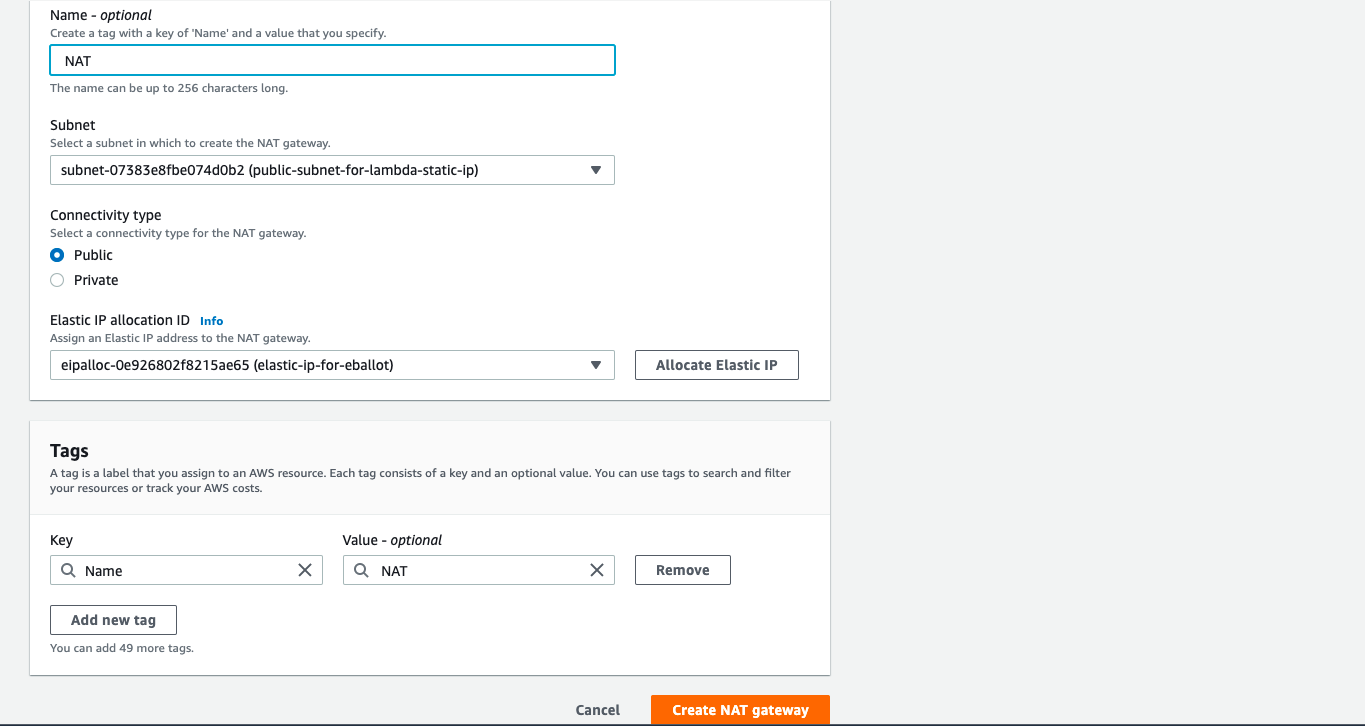 Name - optional
Create a tag with a key of 'Name' and a value that you specify.
NAT
The name can be up to 256 characters long.
Subnet
Select a subnet in which to create the NAT gateway.
subnet-07383e8fbe074d0b2 (public-subnet-for-lambda-static-ip)
Connectivity type
Select a connectivity type for the NAT gateway.
Public
Private
Elastic IP allocation ID Info
Assign an Elastic IP address to the NAT gateway.
eipalloc-0e926802f8215ae65 (elastic-ip-for-eballot) Allocate Elastic IP
Tags
A tag is a label that you assign to an AWS resource. Each tag consists of a key and an optional value. You can use tags to search and filter
your resources or track your AWS costs.
Key Value - optional
Name NAT Remove
Add new tag
You can add 49 more tags.
Cancel Create NAT gateway